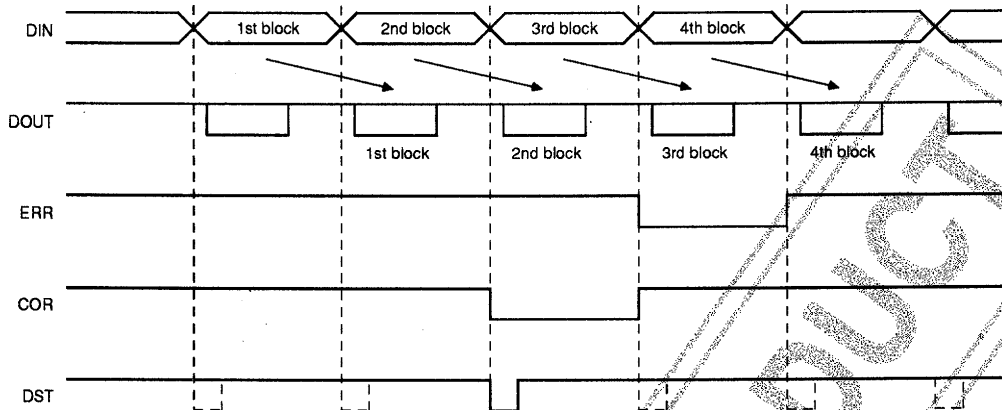 DIN
1st block 2nd block 3rd block 4th block
DOUT
1st block 2nd block 3rd block 4th block
ERR
COR
DST
DUCT